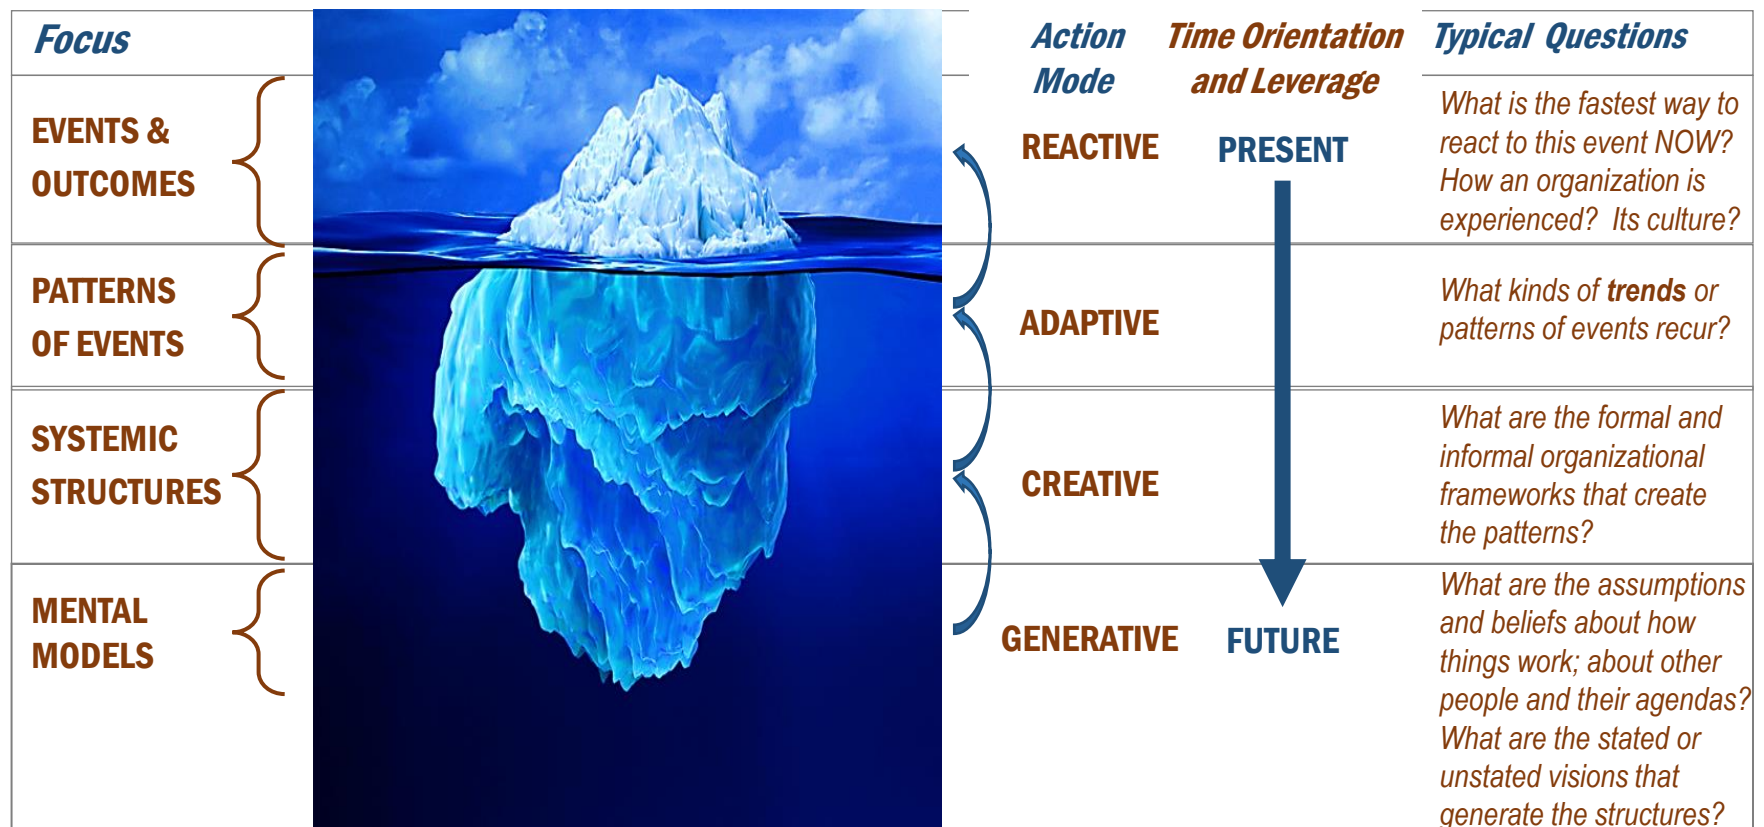 Focus
Action
Mode
Time Orientation
and Leverage
Typical Questions
EVENTS &
OUTCOMES
REACTIVE
PRESENT
What is the fastest way to
react to this event NOW?
How an organization is
experienced? Its culture?
PATTERNS
OF EVENTS
ADAPTIVE
What kinds of trends or
patterns of events recur?
SYSTEMIC
STRUCTURES
CREATIVE
What are the formal and
informal organizational
frameworks that create
the patterns?
MENTAL
MODELS
GENERATIVE
FUTURE
What are the assumptions
and beliefs about how
things work; about other
people and their agendas?
What are the stated or
unstated visions that
generate the structures?